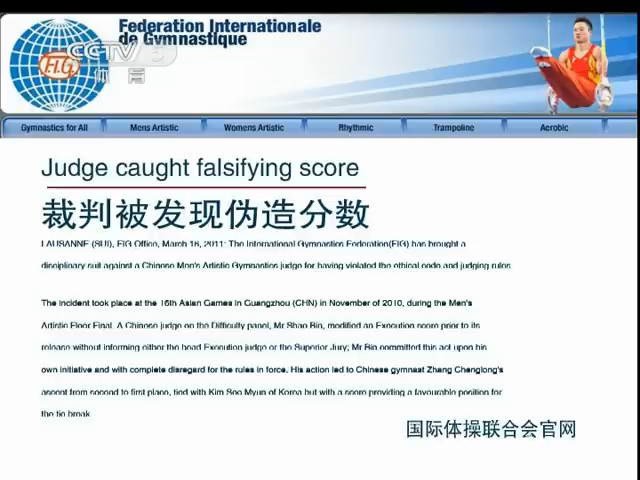 Federation Internationale
de Gymnastique
CCTV 5
体育
F.I.G.
Gymnastics for All Mens Artistic Womens Artistic Rhythmic Trampoline Aerobic
Judge caught falsifying score
裁判被发现伪造分数
LAUSANNE (SUI), FIG Office, March 16, 2011: The International Gymnastics Federation(FIG) has brought a
disciplinary suit against a Chinese Men's Artistic Gymnastics judge for having violated the ethical code and judging rules.
The incident took place at the 16th Asian Games in Guangzhou (CHN) in November of 2010, during the Men's
Artistic Floor Final. A Chinese judge on the Difficulty panel, Mr Shao Bin, modified an Execution score prior to its
release without informing either the head Execution judge or the Superior Jury; Mr Bin committed this act upon his
own initiative and with complete disregard for the rules in force. His action led to Chinese gymnast Zhang Chenglong's
ascent from second to first place, tied with Kim Soo Myun of Korea but with a score providing a favourable position for
the tie break
国际体操联合会官网